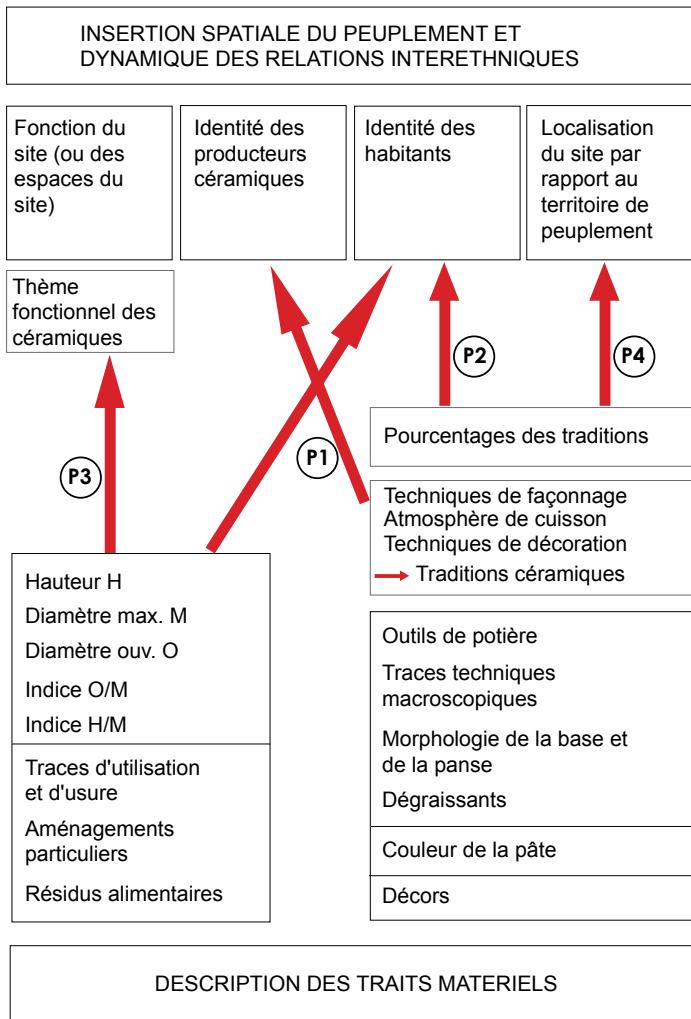 INSERTION SPATIALE DU PEUPLEMENT ET
DYNAMIQUE DES RELATIONS INTERETHNIQUES
Fonction du
site (ou des
espaces du
site)
Identité des
producteurs
céramiques
Identité des
habitants
Localisation
du site par
rapport au
territoire de
peuplement
Thème
fonctionnel des
céramiques
P3
P1
P2
P4
Pourcentages des traditions
Techniques de façonnage
Atmosphère de cuisson
Techniques de décoration
Traditions céramiques
Hauteur H
Diamètre max. M
Diamètre ouv. O
Indice O/M
Indice H/M
Traces d'utilisation
et d'usure
Aménagements
particuliers
Résidus alimentaires
Outils de potière
Traces techniques
macroscopiques
Morphologie de la base et
de la panse
Dégraissants
Couleur de la pâte
Décors
DESCRIPTION DES TRAITS MATERIELS